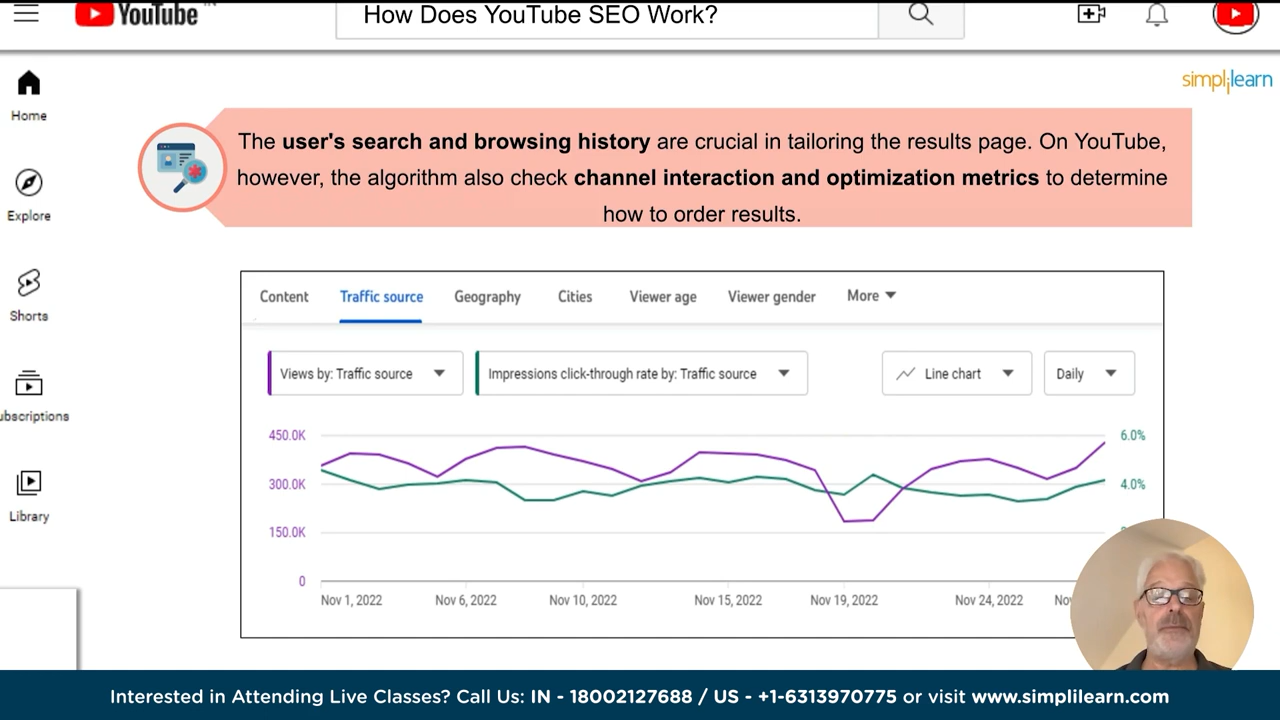 YouTube
How Does YouTube SEO Work?
simplilearn
Home
Explore
Shorts
Library
The user's search and browsing history are crucial in tailoring the results page. On YouTube,
however, the algorithm also check channel interaction and optimization metrics to determine
how to order results.
Content Traffic source Geography Cities Viewer age Viewer gender More
Views by: Traffic source Impressions click-through rate by: Traffic source Line chart Daily
450.0K 6.0%
300.0K 4.0%
150.0K
0
Nov 1, 2022 Nov 6, 2022 Nov 10, 2022 Nov 15, 2022 Nov 19, 2022 Nov 24, 2022
Interested in Attending Live Classes? Call Us: IN - 18002127688 / US - +1-6313970775 or visit www.simplilearn.com